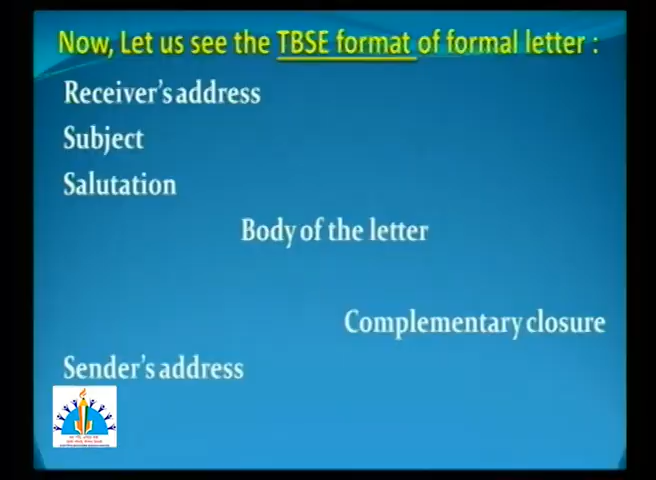 Now, Let us see the TBSE format of formal letter :
Receiver's address
Subject
Salutation
Body of the letter
Complementary closure
Sender's address